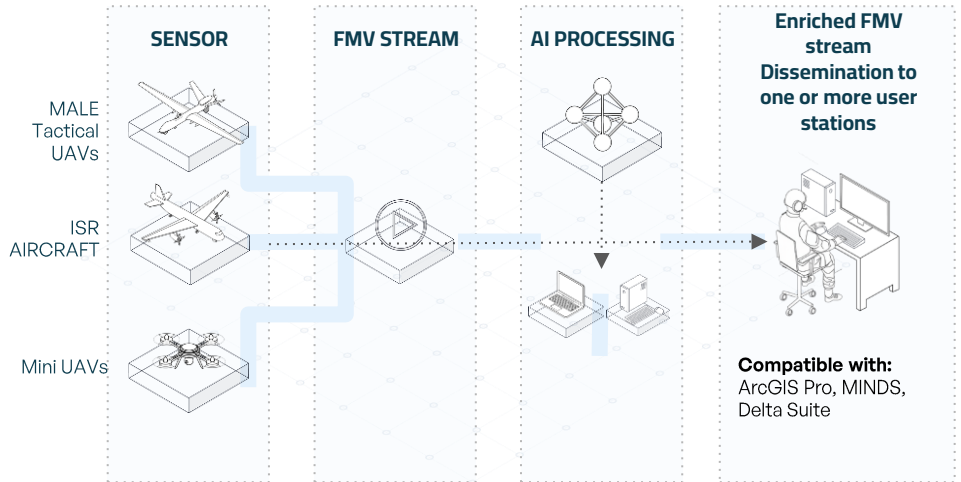 SENSOR
FMV STREAM
AI PROCESSING
Enriched FMV
stream
Dissemination to
one or more user
stations
MALE
Tactical
UAVs
ISR
AIRCRAFT
Mini UAVs
Compatible with:
ArcGIS Pro, MINDS,
Delta Suite